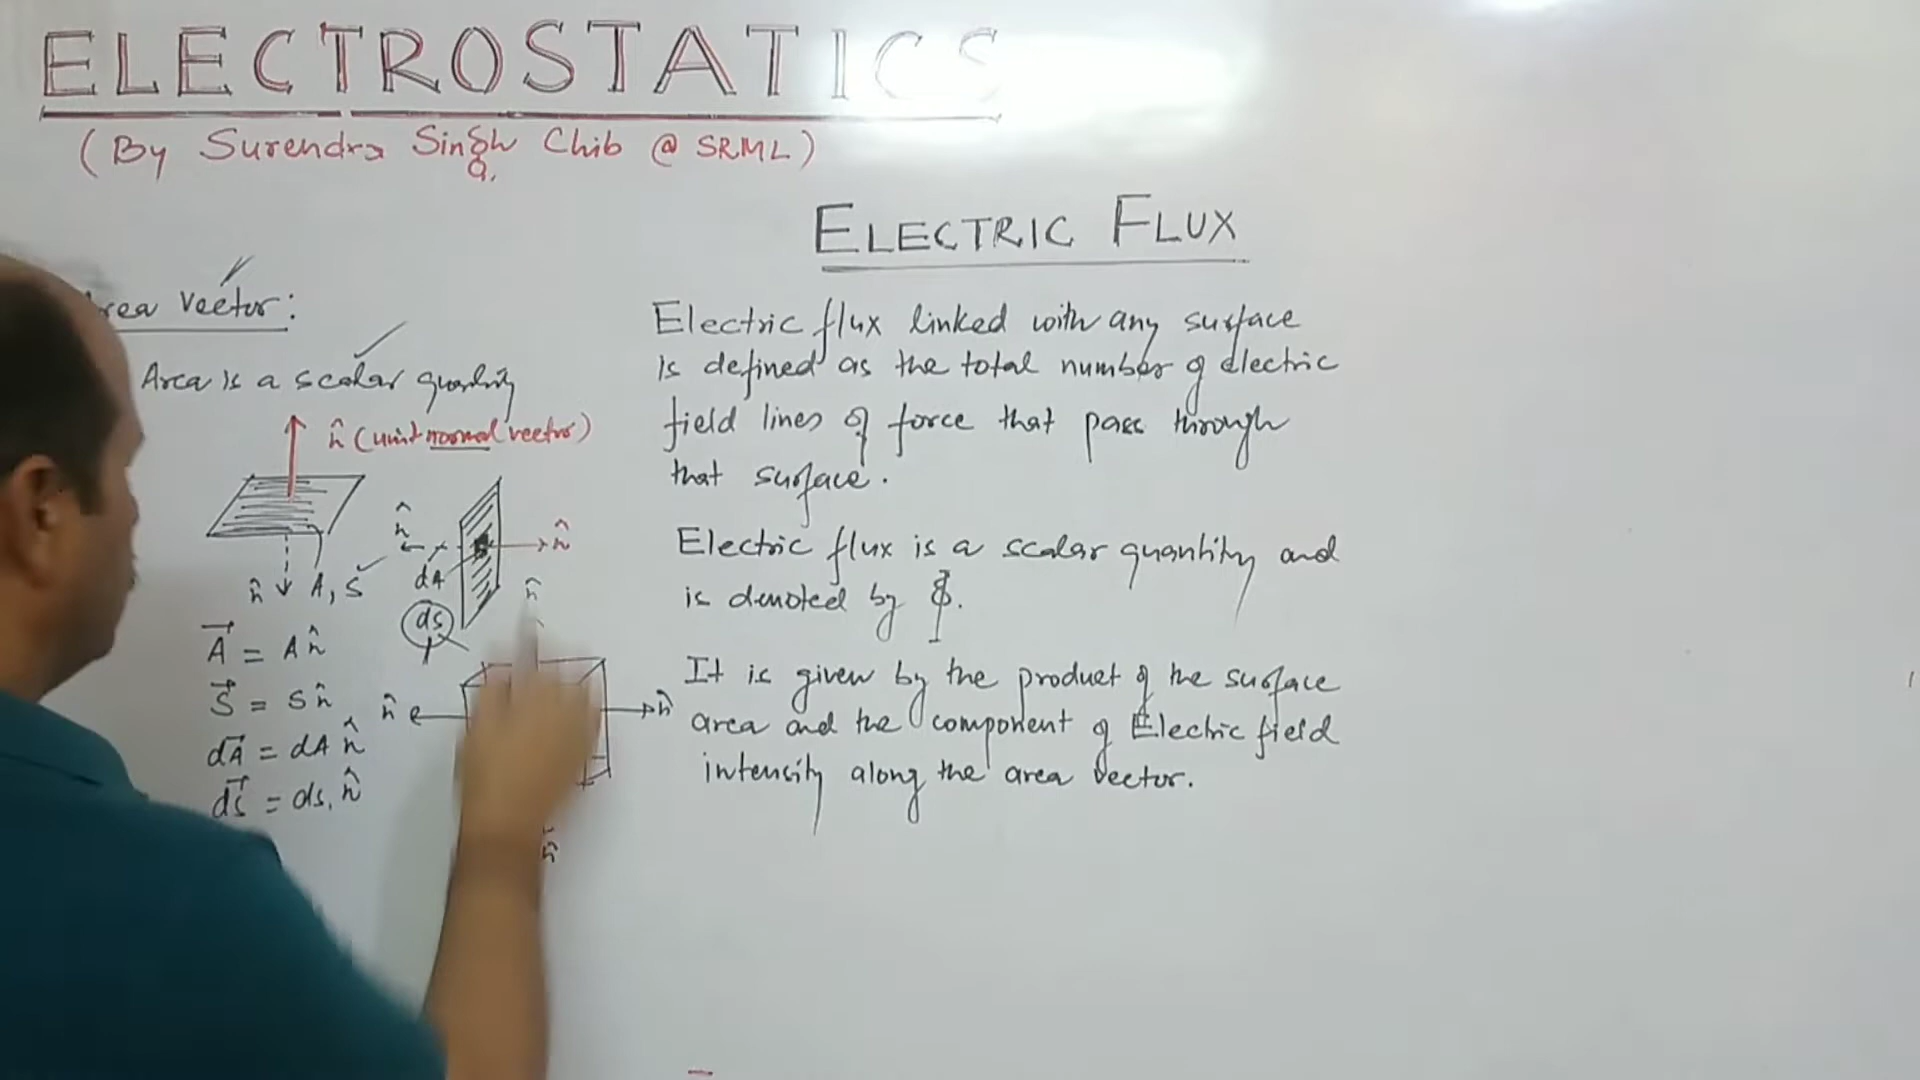 ELECTROSTATICS
(By Surendra Singh Chib @ SRML)
rea Vector:
Area is a scalar quantity
n̂ (unit normal vector)
n̂
n̂
dA
n̂
A, S
n̂
ds
A⃗ = A n̂
S⃗ = S n̂
n̂
n̂
dA⃗ = dA n̂
dS⃗ = ds. n̂
n̂
ELECTRIC FLUX
Electric flux linked with any surface
is defined as the total number of electric
field lines of force that pass through
that surface.
Electric flux is a scalar quantity and
is denoted by ϕ.
It is given by the product of the surface
area and the component of Electric field
intensity along the area vector.